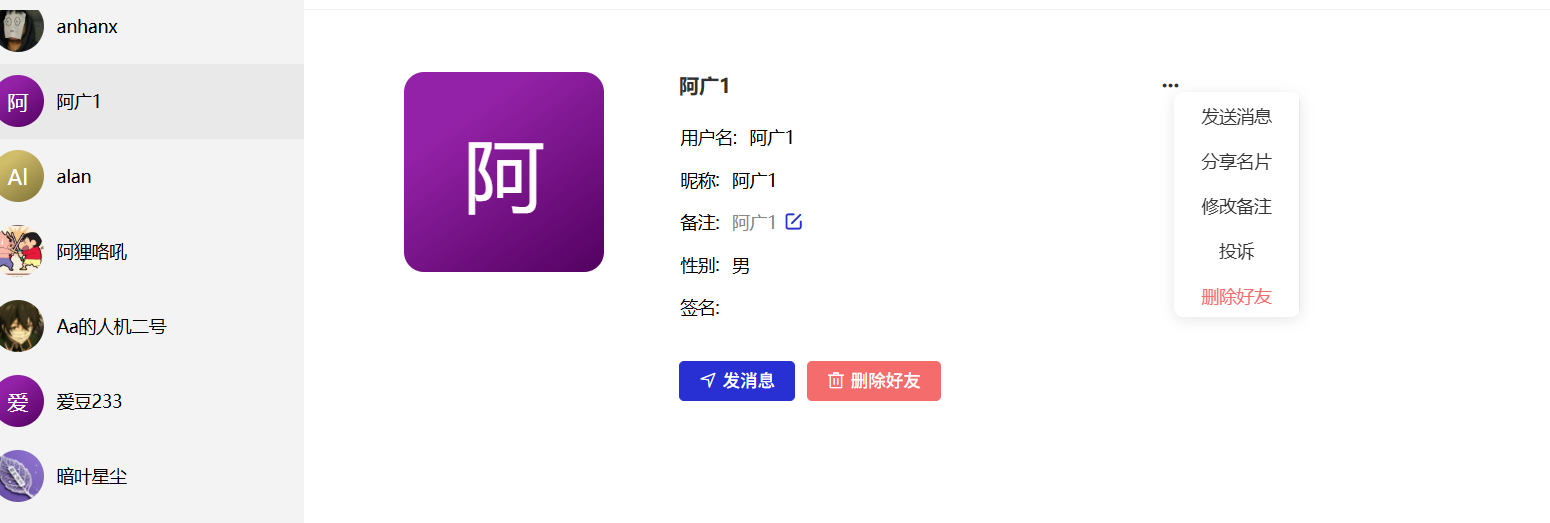 anhanx
阿
阿广1
Al
alan
阿狸咯吼
Aa的人机二号
爱
爱豆233
暗叶星尘
阿
阿广1
用户名: 阿广1
昵称: 阿广1
备注: 阿广1
性别: 男
签名:
发消息
删除好友
发送消息
分享名片
修改备注
投诉
删除好友